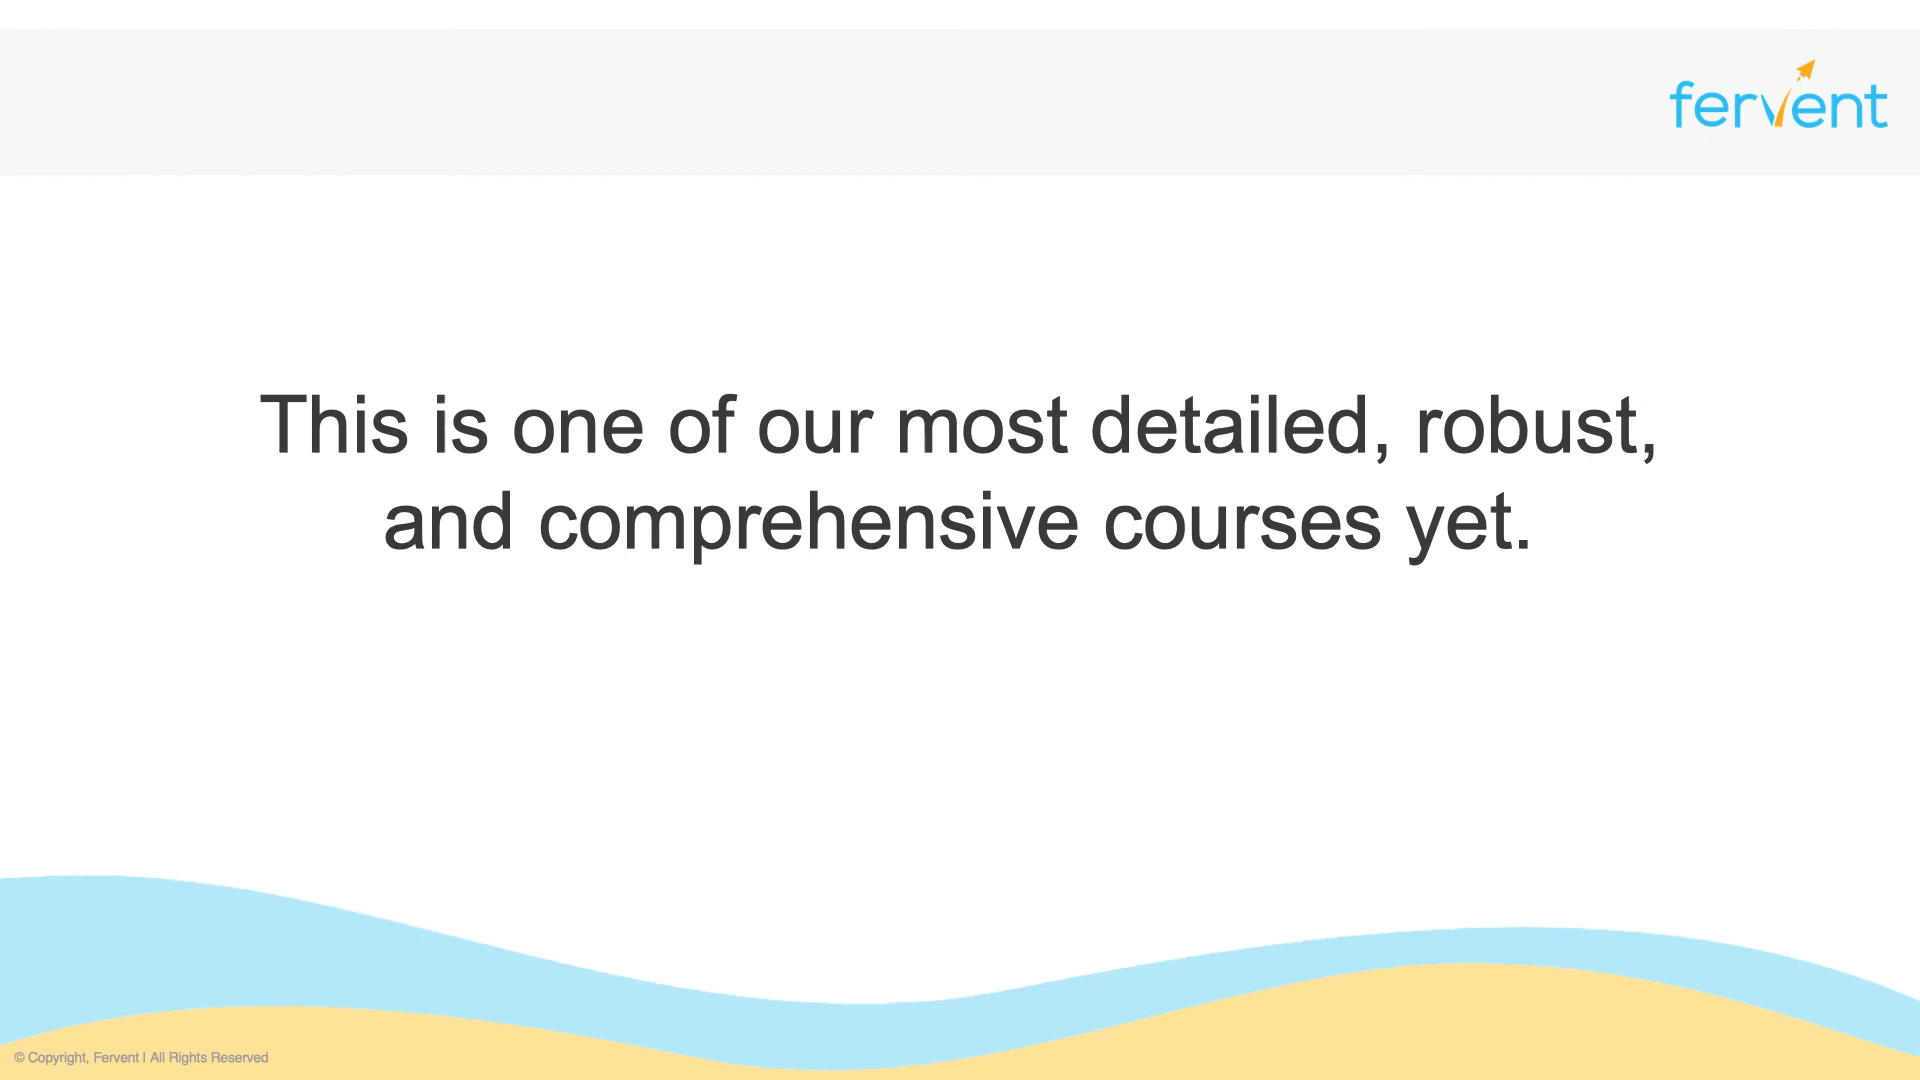 fervent
This is one of our most detailed, robust,
and comprehensive courses yet.
© Copyright, Fervent | All Rights Reserved